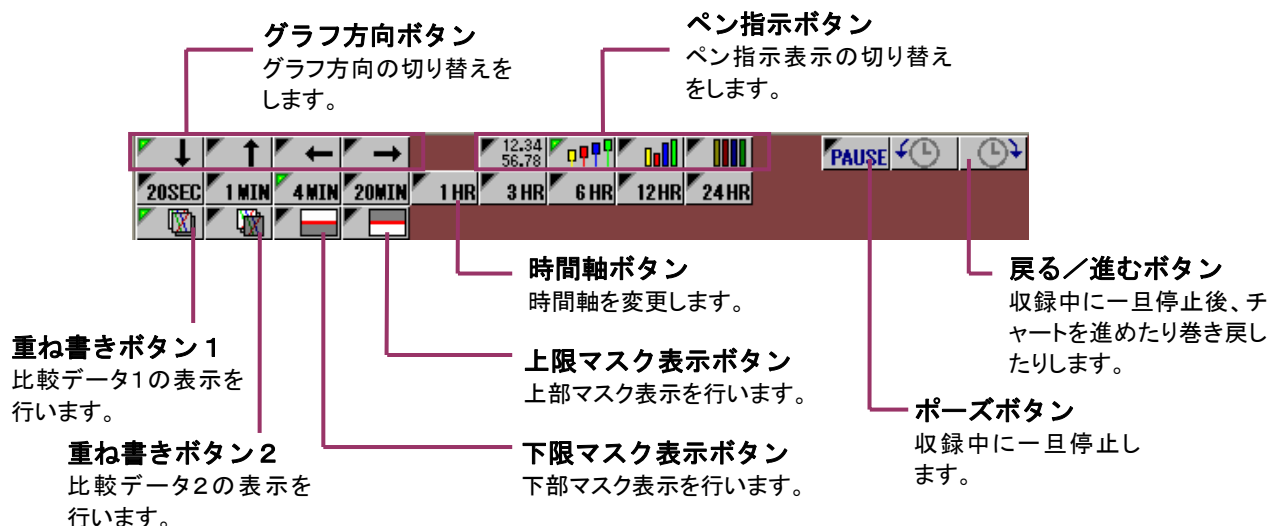 グラフ方向ボタン
グラフ方向の切り替えを
します。
ペン指示ボタン
ペン指示表示の切り替え
をします。
12.34
56.78
PAUSE
20SEC 1MIN 4MIN 20MIN 1HR 3HR 6HR 12HR 24HR
時間軸ボタン
時間軸を変更します。
戻る／進むボタン
収録中に一旦停止後、チ
ャートを進めたり巻き戻し
たりします。
重ね書きボタン１
比較データ1の表示を
行います。
上限マスク表示ボタン
上部マスク表示を行います。
ポーズボタン
収録中に一旦停止し
ます。
重ね書きボタン２
比較データ2の表示を
行います。
下限マスク表示ボタン
下部マスク表示を行います。